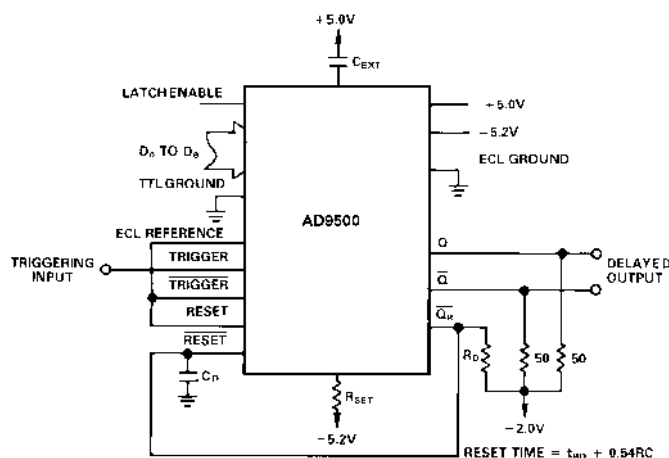 +5.0V
CEXT
LATCH ENABLE
+5.0V
−5.2V
D0 TO D8
ECL GROUND
TTL GROUND
AD9500
ECL REFERENCE
Q
TRIGGERING
INPUT
TRIGGER
DELAYED
OUTPUT
TRIGGER
Q
RESET
QR
RESET
RD
50
50
CD
RSET
−5.2V
−2.0V
RESET TIME = tRD + 0.54RC